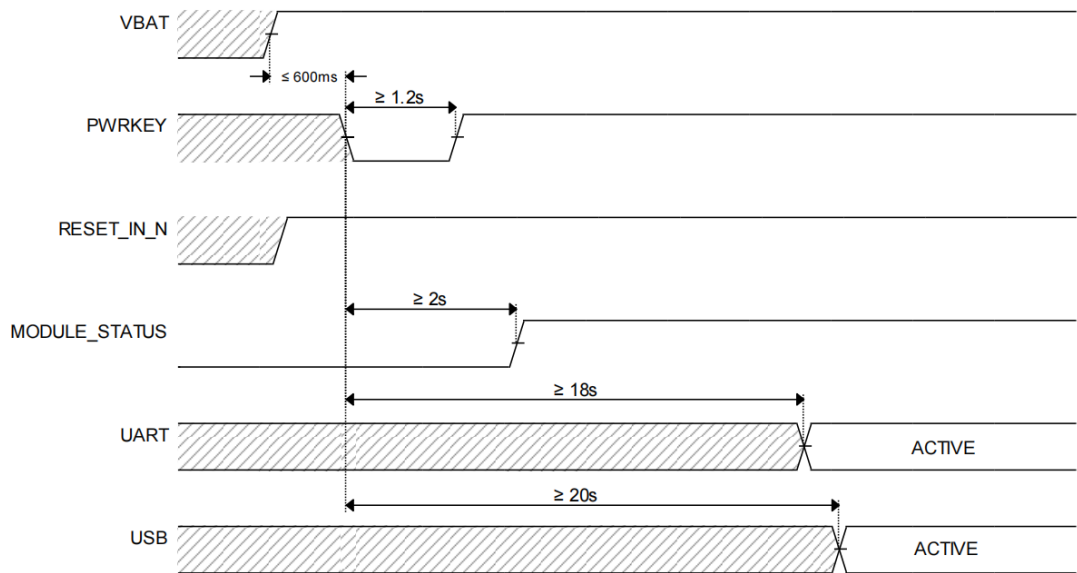 VBAT
≤ 600ms
≥ 1.2s
PWRKEY
RESET_IN_N
≥ 2s
MODULE_STATUS
≥ 18s
UART
ACTIVE
≥ 20s
USB
ACTIVE